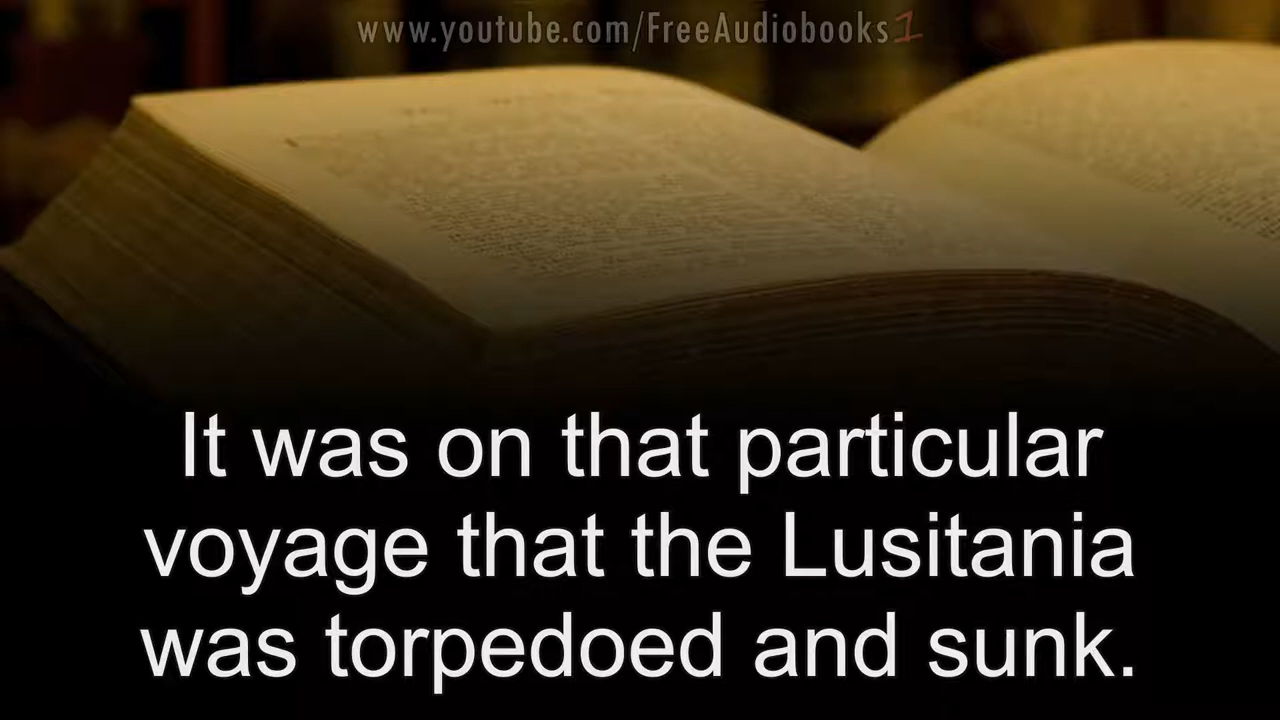 www.youtube.com/FreeAudiobooks1
It was on that particular
voyage that the Lusitania
was torpedoed and sunk.